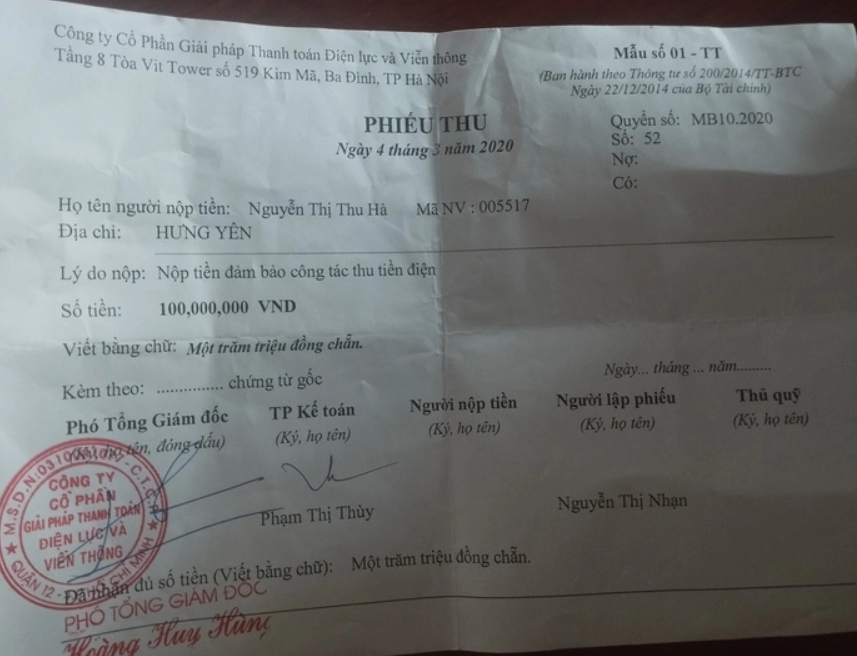 Công ty Cổ Phần Giải pháp Thanh toán Điện lực và Viễn thông
Tầng 8 Tòa Vit Tower số 519 Kim Mã, Ba Đình, TP Hà Nội
Mẫu số 01 - TT
(Ban hành theo Thông tư số 200/2014/TT-BTC
Ngày 22/12/2014 của Bộ Tài chính)
PHIẾU THU
Ngày 4 tháng 3 năm 2020
Quyển số: MB10.2020
Số: 52
Nợ:
Có:
Họ tên người nộp tiền: Nguyễn Thị Thu Hà Mã NV : 005517
Địa chỉ: HƯNG YÊN
Lý do nộp: Nộp tiền đảm bảo công tác thu tiền điện
Số tiền: 100,000,000 VND
Viết bằng chữ: Một trăm triệu đồng chẵn.
Kèm theo: .............. chứng từ gốc
Ngày... tháng ... năm.........
Phó Tổng Giám đốc TP Kế toán Người nộp tiền Người lập phiếu Thủ quỹ
họ tên, đóng dấu) (Ký, họ tên) (Ký, họ tên) (Ký, họ tên) (Ký, họ tên)
M.S.D.N:0310
C.T.C.P
CÔNG TY
CỔ PHẦN
GIẢI PHÁP THANH TOÁN
ĐIỆN LỰC VÀ
VIỄN THÔNG
QUẬN 12 - CHÍ MINH
Phạm Thị Thùy Nguyễn Thị Nhạn
Đã nhận đủ số tiền (Viết bằng chữ): Một trăm triệu đồng chẵn.
PHÓ TỔNG GIÁM ĐỐC
Hoàng Huy Hùng